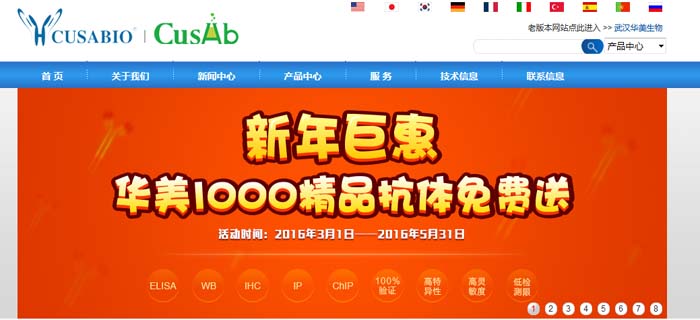 CUSABIO® | CusAb
老版本网站点此进入 >> 武汉华美生物
产品中心
首 页 关于我们 新闻中心 产品中心 服 务 技术信息 联系信息
新年巨惠
华美1000精品抗体免费送
活动时间：2016年3月1日——2016年5月31日
ELISA WB IHC IP ChIP 100%验证 高特异性 高灵敏度 低检测限
1 2 3 4 5 6 7 8